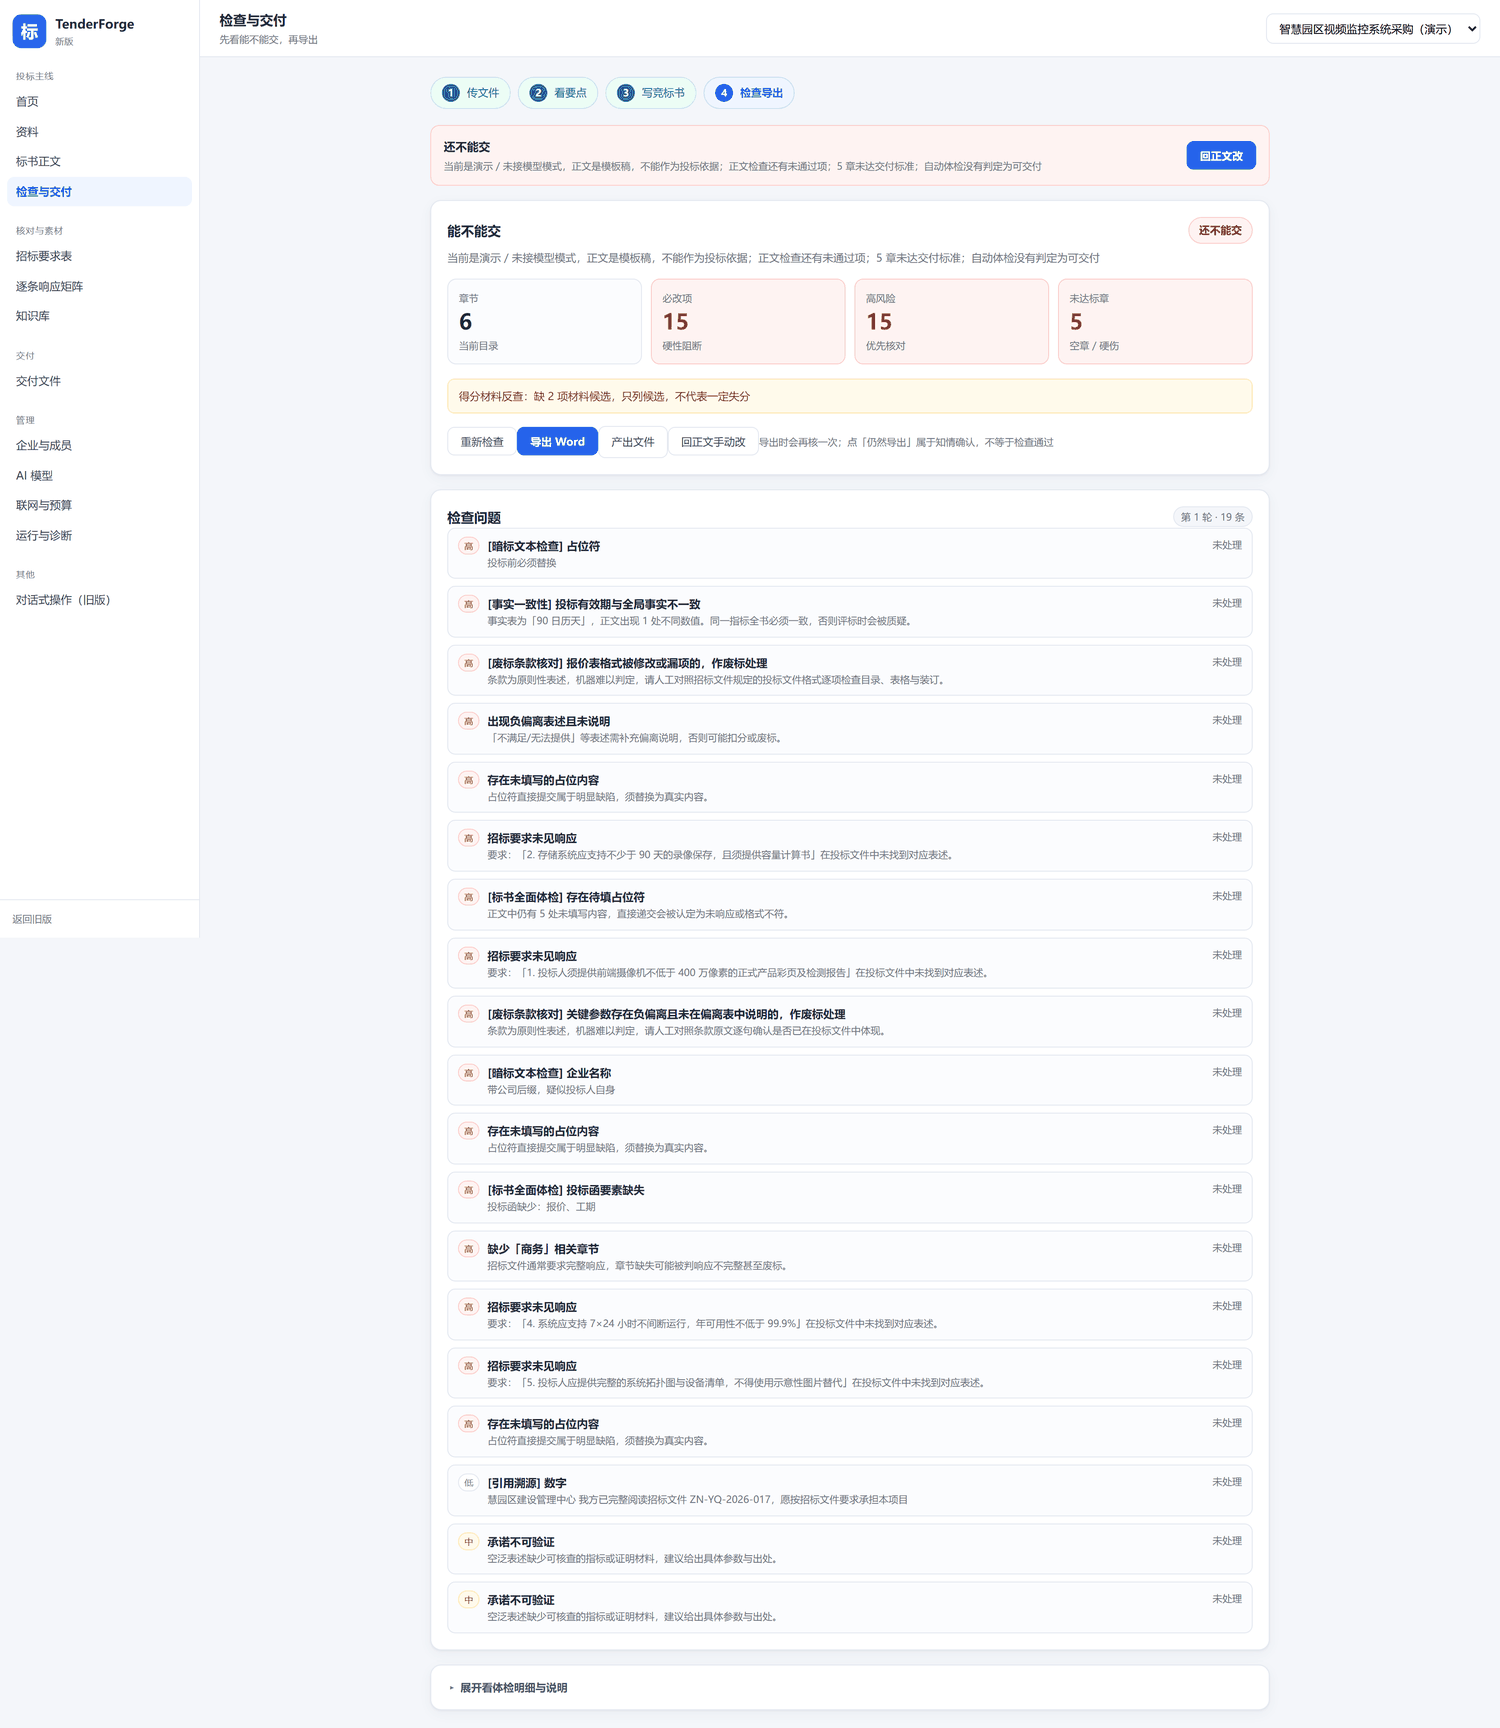 标
TenderForge
新版
投标主线
首页
资料
标书正文
检查与交付
核对与素材
招标要求表
逐条响应矩阵
知识库
交付
交付文件
管理
企业与成员
AI 模型
联网与预算
运行与诊断
其他
对话式操作（旧版）
返回旧版
检查与交付
先看能不能交，再导出
智慧园区视频监控系统采购（演示）
1 传文件
2 看要点
3 写竞标书
4 检查导出
还不能交
当前是演示 / 未接模型模式，正文是模板稿，不能作为投标依据；正文检查还有未通过项；5 章未达交付标准；自动体检没有判定为可交付
回正文改
能不能交
还不能交
当前是演示 / 未接模型模式，正文是模板稿，不能作为投标依据；正文检查还有未通过项；5 章未达交付标准；自动体检没有判定为可交付
章节
6
当前目录
必改项
15
硬性阻断
高风险
15
优先核对
未达标章
5
空章 / 硬伤
得分材料反查：缺 2 项材料候选，只列候选，不代表一定失分
重新检查
导出 Word
产出文件
回正文手动改
导出时会再核一次；点「仍然导出」属于知情确认，不等于检查通过
检查问题
第 1 轮 · 19 条
高 [暗标文本检查] 占位符 未处理
投标前必须替换
高 [事实一致性] 投标有效期与全局事实不一致 未处理
事实表为「90 日历天」，正文出现 1 处不同数值。同一指标全书必须一致，否则评标时会被质疑。
高 [废标条款核对] 报价表格式被修改或漏项的，作废标处理 未处理
条款为原则性表述，机器难以判定，请人工对照招标文件规定的投标文件格式逐项检查目录、表格与装订。
高 出现负偏离表述且未说明 未处理
「不满足/无法提供」等表述需补充偏离说明，否则可能扣分或废标。
高 存在未填写的占位内容 未处理
占位符直接提交属于明显缺陷，须替换为真实内容。
高 招标要求未见响应 未处理
要求：「2. 存储系统应支持不少于 90 天的录像保存，且须提供容量计算书」在投标文件中未找到对应表述。
高 [标书全面体检] 存在待填占位符 未处理
正文中仍有 5 处未填写内容，直接递交会被认定为未响应或格式不符。
高 招标要求未见响应 未处理
要求：「1. 投标人须提供前端摄像机不低于 400 万像素的正式产品彩页及检测报告」在投标文件中未找到对应表述。
高 [废标条款核对] 关键参数存在负偏离且未在偏离表中说明的，作废标处理 未处理
条款为原则性表述，机器难以判定，请人工对照条款原文逐句确认是否已在投标文件中体现。
高 [暗标文本检查] 企业名称 未处理
带公司后缀，疑似投标人自身
高 存在未填写的占位内容 未处理
占位符直接提交属于明显缺陷，须替换为真实内容。
高 [标书全面体检] 投标函要素缺失 未处理
投标函缺少：报价、工期
高 缺少「商务」相关章节 未处理
招标文件通常要求完整响应，章节缺失可能被判响应不完整甚至废标。
高 招标要求未见响应 未处理
要求：「4. 系统应支持 7×24 小时不间断运行，年可用性不低于 99.9%」在投标文件中未找到对应表述。
高 招标要求未见响应 未处理
要求：「5. 投标人应提供完整的系统拓扑图与设备清单，不得使用示意性图片替代」在投标文件中未找到对应表述。
高 存在未填写的占位内容 未处理
占位符直接提交属于明显缺陷，须替换为真实内容。
低 [引用溯源] 数字 未处理
慧园区建设管理中心 我方已完整阅读招标文件 ZN-YQ-2026-017，愿按招标文件要求承担本项目
中 承诺不可验证 未处理
空泛表述缺少可核查的指标或证明材料，建议给出具体参数与出处。
中 承诺不可验证 未处理
空泛表述缺少可核查的指标或证明材料，建议给出具体参数与出处。
展开看体检明细与说明